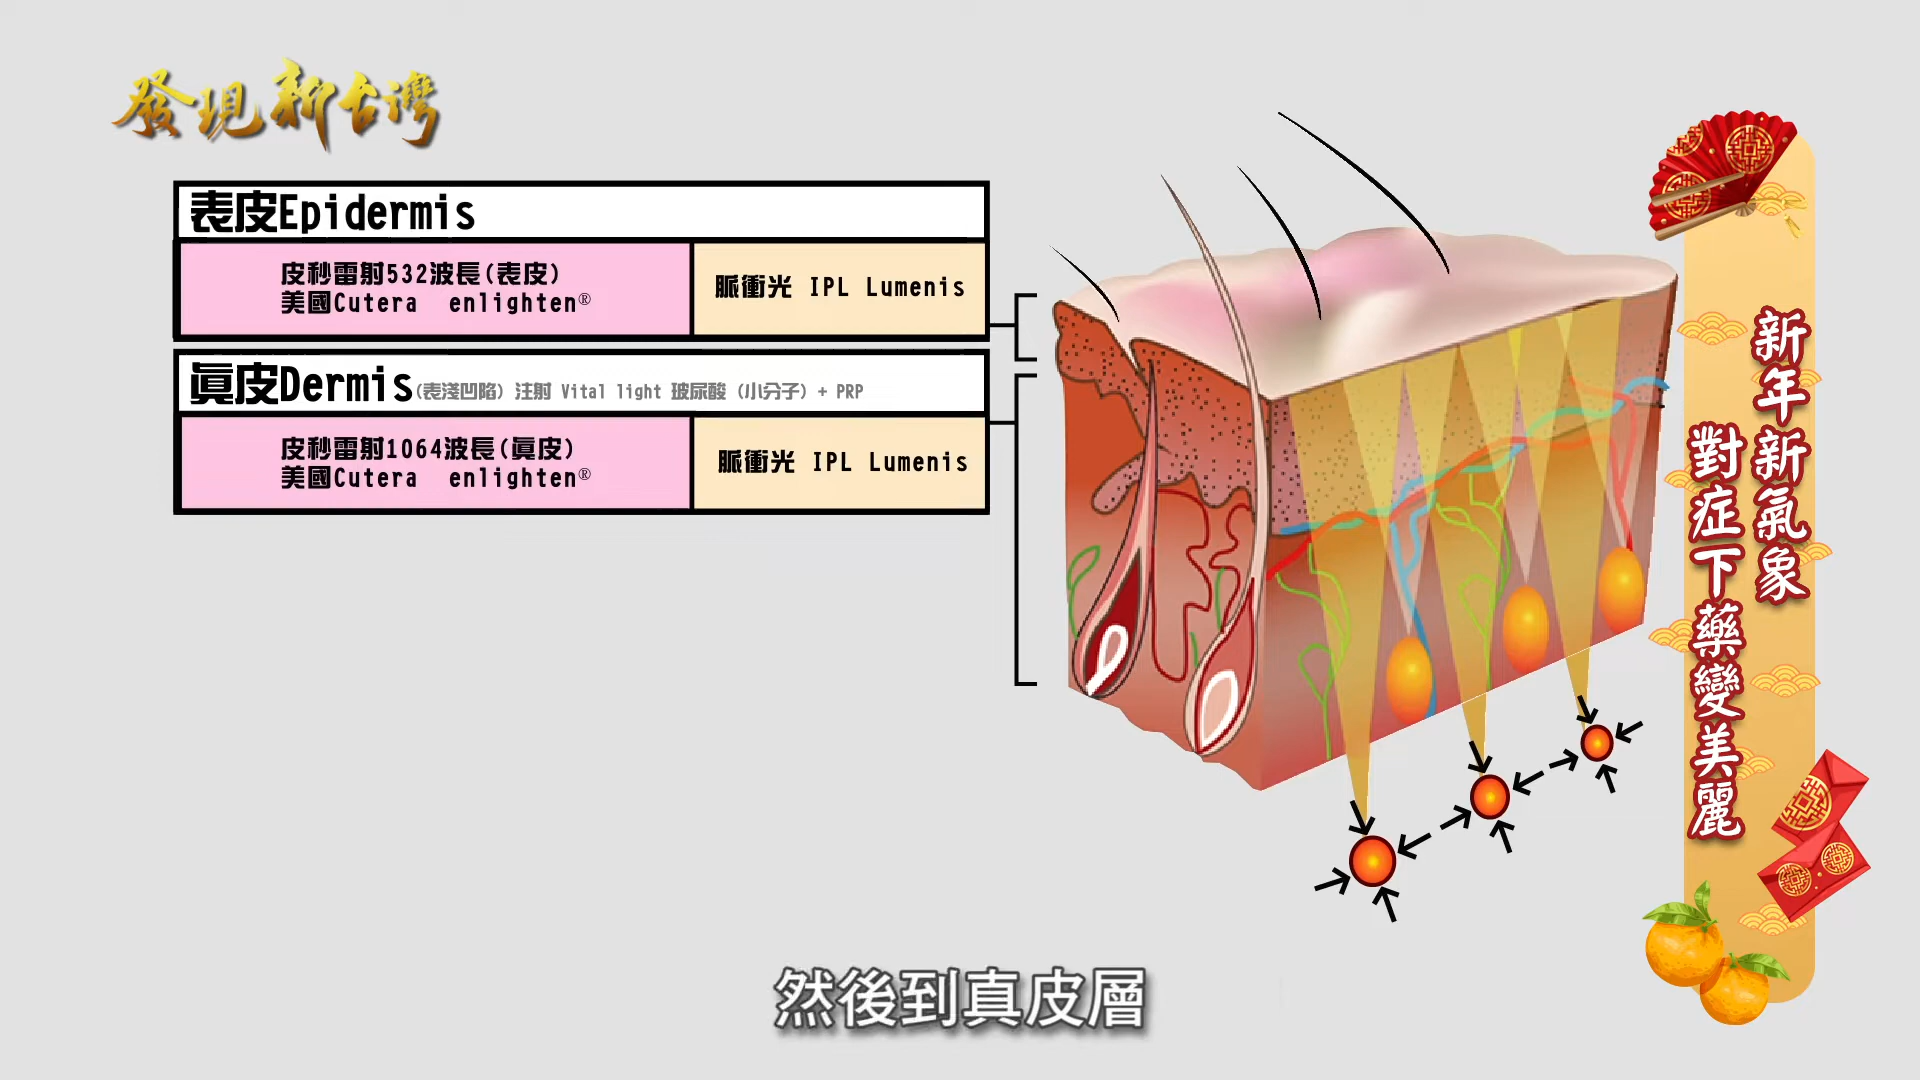 發現新台灣
表皮Epidermis
皮秒雷射532波長(表皮)
美國Cutera enlighten®
脈衝光 IPL Lumenis
眞皮Dermis(表淺凹陷) 注射 Vital light 玻尿酸 (小分子)+ PRP
皮秒雷射1064波長(眞皮)
美國Cutera enlighten®
脈衝光 IPL Lumenis
新年新氣象
對症下藥變美麗
然後到真皮層